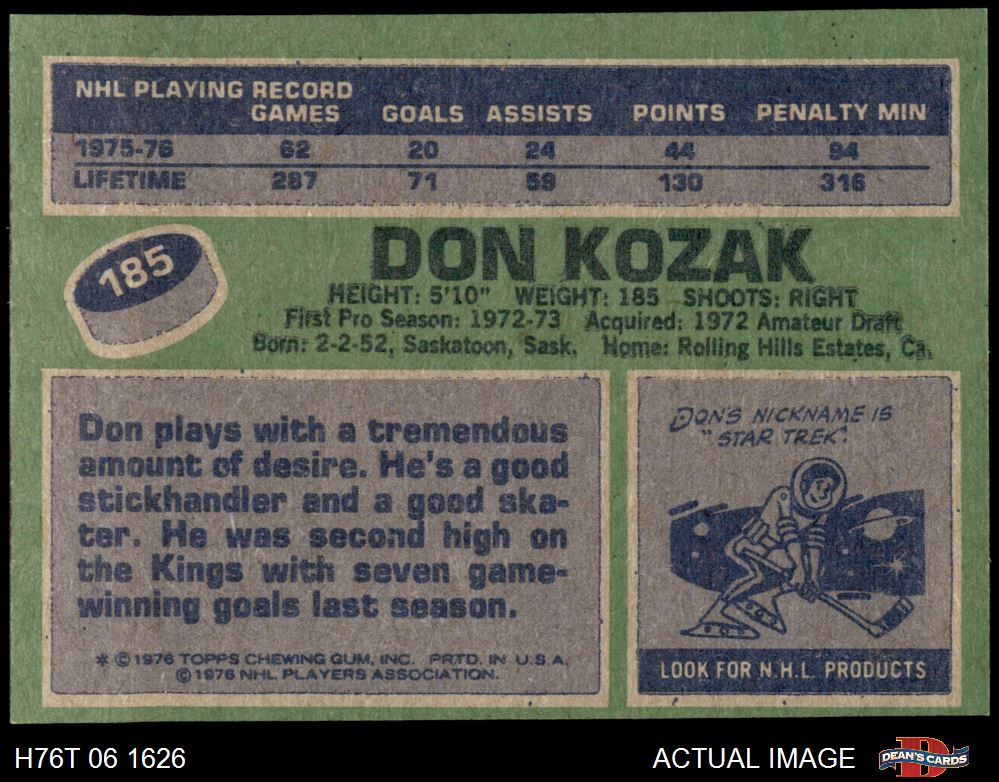 NHL PLAYING RECORD
GAMES GOALS ASSISTS POINTS PENALTY MIN
1975-76 62 20 24 44 94
LIFETIME 287 71 59 130 316
185
DON KOZAK
HEIGHT: 5'10" WEIGHT: 185 SHOOTS: RIGHT
First Pro Season: 1972-73 Acquired: 1972 Amateur Draft
Born: 2-2-52, Saskatoon, Sask. Home: Rolling Hills Estates, Ca.
Don plays with a tremendous
amount of desire. He's a good
stickhandler and a good ska-
ter. He was second high on
the Kings with seven game-
winning goals last season.
* © 1976 TOPPS CHEWING GUM, INC. PRTD. IN U.S.A.
© 1976 NHL PLAYERS ASSOCIATION.
DON'S NICKNAME IS
"STAR TREK".
LOOK FOR N.H.L. PRODUCTS
H76T 06 1626
ACTUAL IMAGE
DEAN'S CARDS